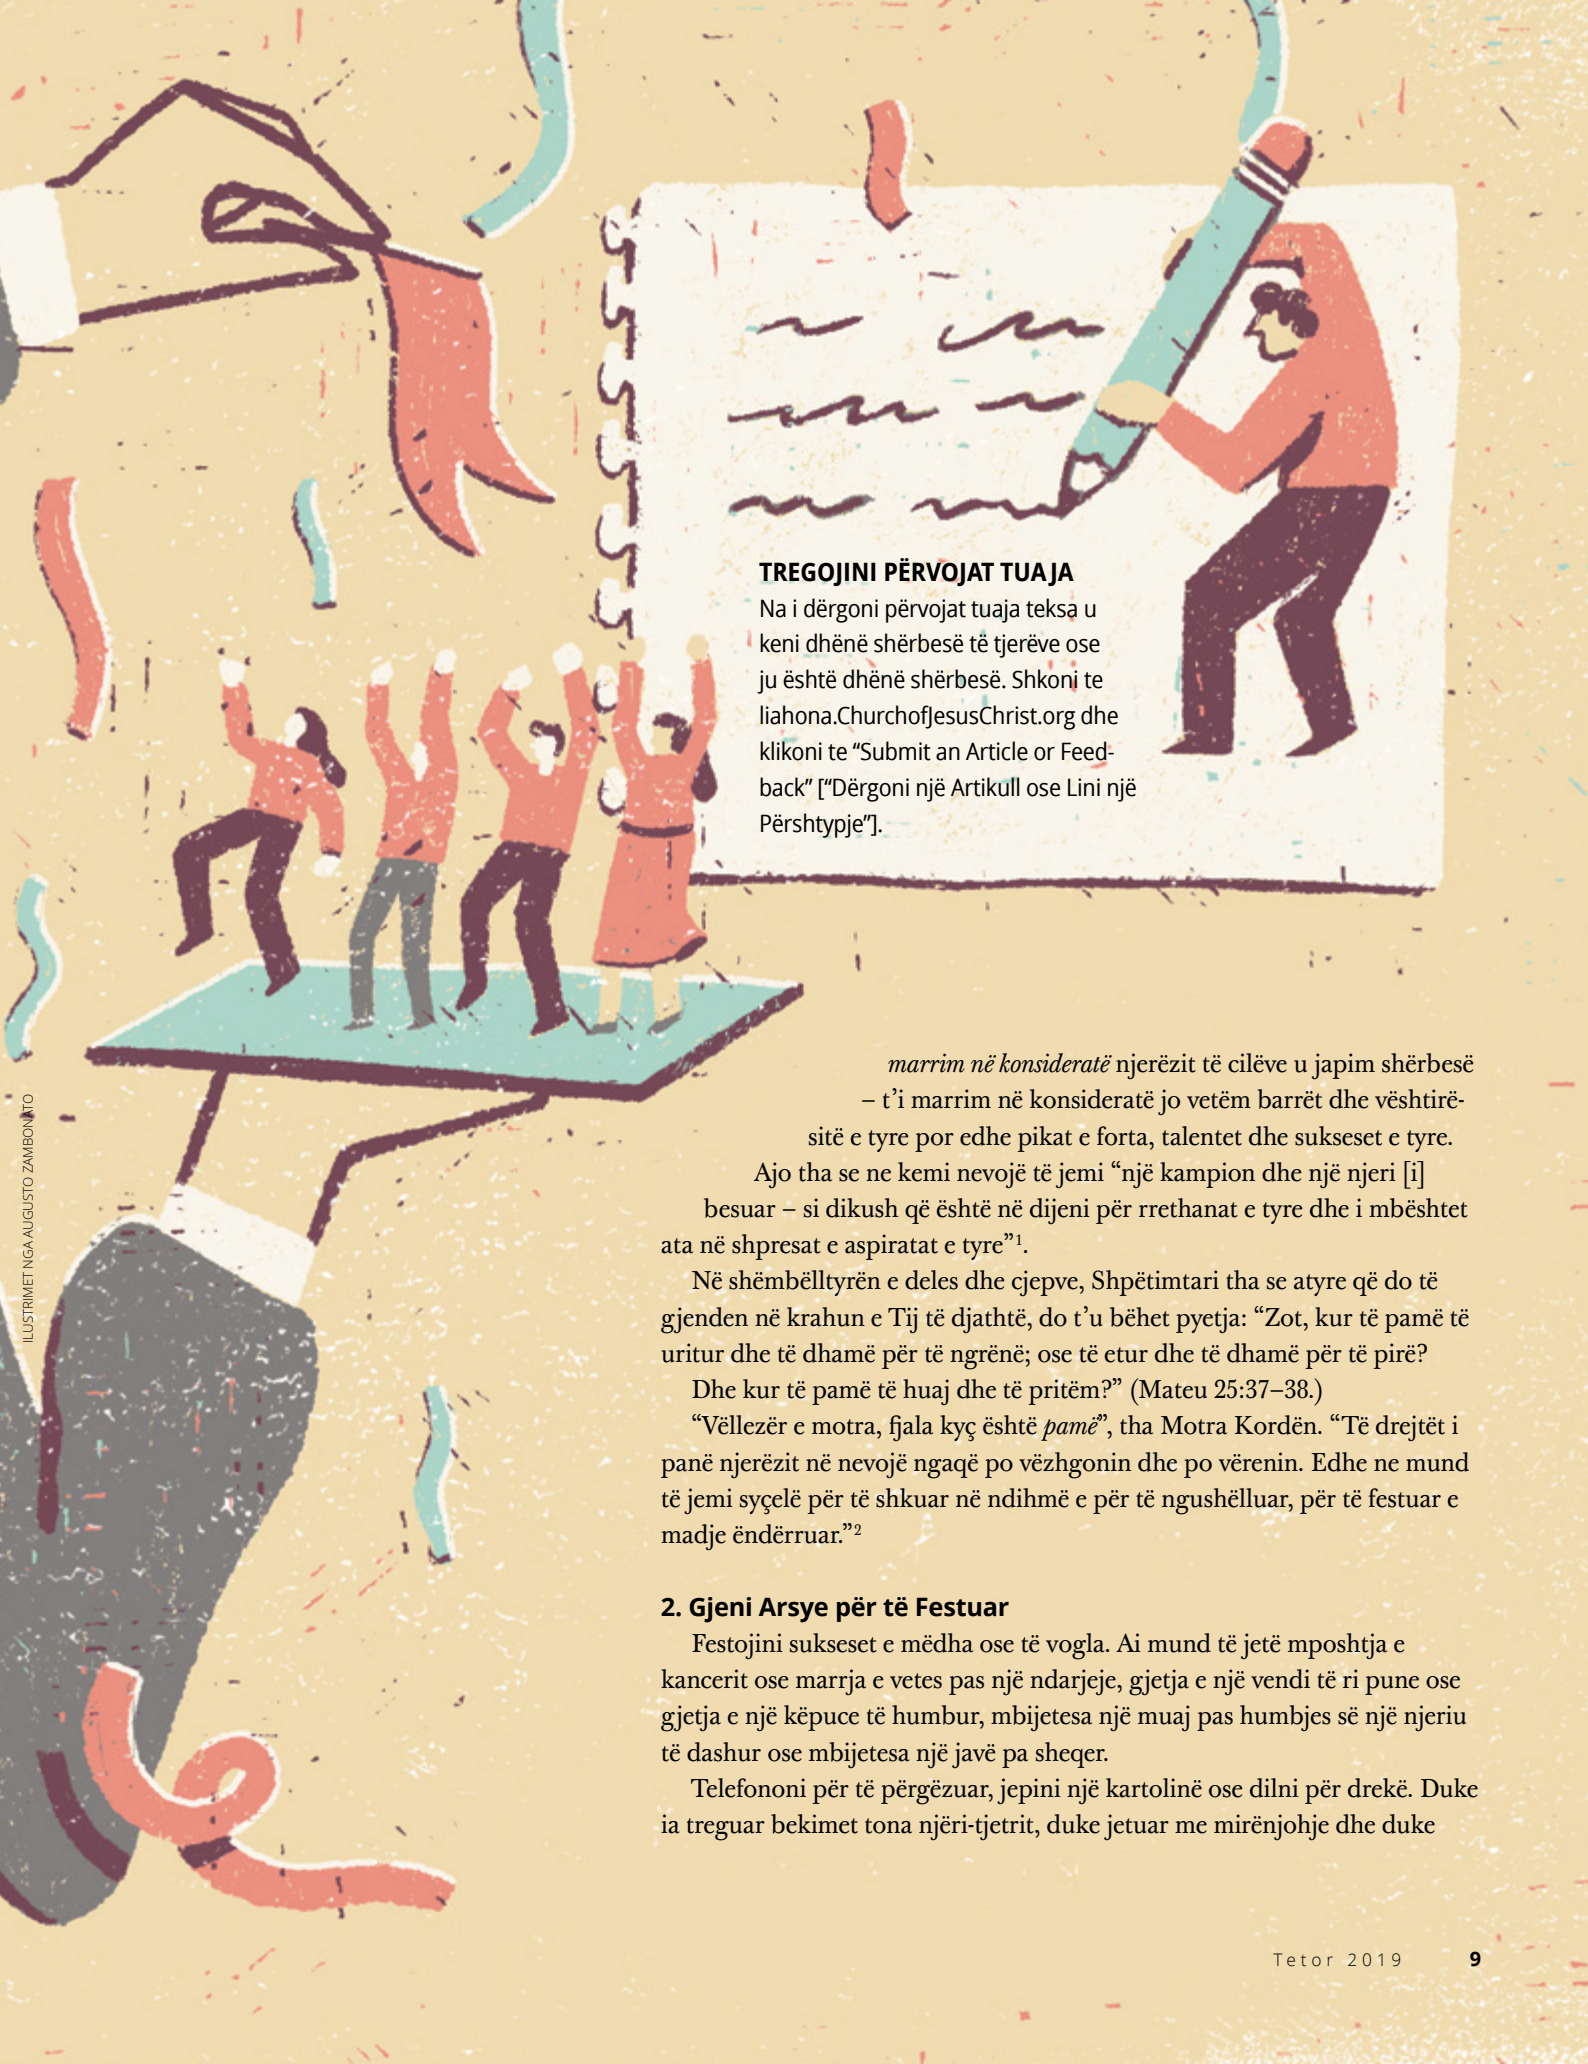 TREGOJINI PËRVOJAT TUAJA
Na i dërgoni përvojat tuaja teksa u
keni dhënë shërbesë të tjerëve ose
ju është dhënë shërbesë. Shkoni te
liahona.ChurchofJesusChrist.org dhe
klikoni te “Submit an Article or Feed-
back” [“Dërgoni një Artikull ose Lini një
Përshtypje”].
marrim në konsideratë njerëzit të cilëve u japim shërbesë
– t’i marrim në konsideratë jo vetëm barrët dhe vështirë-
sitë e tyre por edhe pikat e forta, talentet dhe sukseset e tyre.
Ajo tha se ne kemi nevojë të jemi “një kampion dhe një njeri [i]
besuar – si dikush që është në dijeni për rrethanat e tyre dhe i mbështet
ata në shpresat e aspiratat e tyre”1.
Në shëmbëlltyrën e deles dhe cjepve, Shpëtimtari tha se atyre që do të
gjenden në krahun e Tij të djathtë, do t’u bëhet pyetja: “Zot, kur të pamë të
uritur dhe të dhamë për të ngrënë; ose të etur dhe të dhamë për të pirë?
Dhe kur të pamë të huaj dhe të pritëm?” (Mateu 25:37–38.)
“Vëllezër e motra, fjala kyç është pamë”, tha Motra Kordën. “Të drejtët i
panë njerëzit në nevojë ngaqë po vëzhgonin dhe po vërenin. Edhe ne mund
të jemi syçelë për të shkuar në ndihmë e për të ngushëlluar, për të festuar e
madje ëndërruar.”2
2. Gjeni Arsye për të Festuar
Festojini sukseset e mëdha ose të vogla. Ai mund të jetë mposhtja e
kancerit ose marrja e vetes pas një ndarjeje, gjetja e një vendi të ri pune ose
gjetja e një këpuce të humbur, mbijetesa një muaj pas humbjes së një njeriu
të dashur ose mbijetesa një javë pa sheqer.
Telefononi për të përgëzuar, jepini një kartolinë ose dilni për drekë. Duke
ia treguar bekimet tona njëri-tjetrit, duke jetuar me mirënjohje dhe duke
ILUSTRIMET NGA AUGUSTO ZAMBONATO
Tetor 2019 9